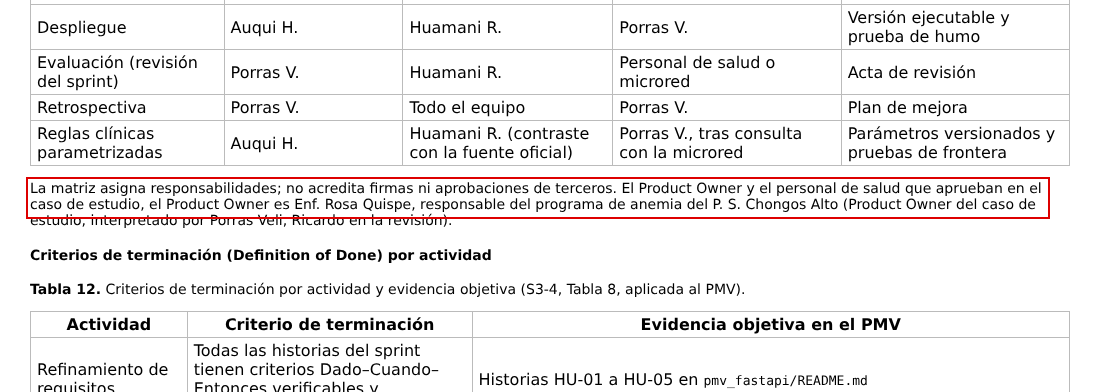 Despliegue Auqui H. Huamani R. Porras V. Versión ejecutable y
prueba de humo
Evaluación (revisión Porras V. Huamani R. Personal de salud o Acta de revisión
del sprint) microred
Retrospectiva Porras V. Todo el equipo Porras V. Plan de mejora
Reglas clínicas Auqui H. Huamani R. (contraste Porras V., tras consulta Parámetros versionados y
parametrizadas con la fuente oficial) con la microred pruebas de frontera
La matriz asigna responsabilidades; no acredita firmas ni aprobaciones de terceros. El Product Owner y el personal de salud que aprueban en el
caso de estudio, el Product Owner es Enf. Rosa Quispe, responsable del programa de anemia del P. S. Chongos Alto (Product Owner del caso de
estudio, interpretado por Porras Veli, Ricardo en la revisión).
Criterios de terminación (Definition of Done) por actividad
Tabla 12. Criterios de terminación por actividad y evidencia objetiva (S3-4, Tabla 8, aplicada al PMV).
Actividad Criterio de terminación Evidencia objetiva en el PMV
Refinamiento de Todas las historias del sprint Historias HU-01 a HU-05 en pmv_fastapi/README.md
requisitos tienen criterios Dado–Cuando–
Entonces verificables y